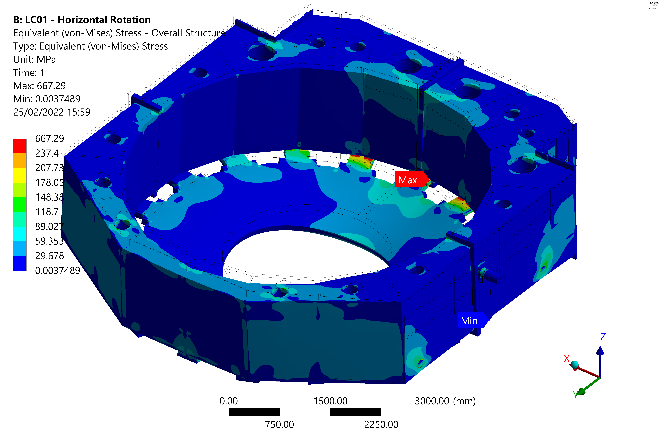 B: LC01 - Horizontal Rotation
Equivalent (von-Mises) Stress - Overall Structure
Type: Equivalent (von-Mises) Stress
Unit: MPa
Time: 1
Max: 667.29
Min: 0.0037489
25/02/2022 15:59
667.29
237.4
207.73
178.05
148.38
118.7
89.027
59.353
29.678
0.0037489
Max
Min
Z
X
Y
0.00 1500.00 3000.00 (mm)
750.00 2250.00